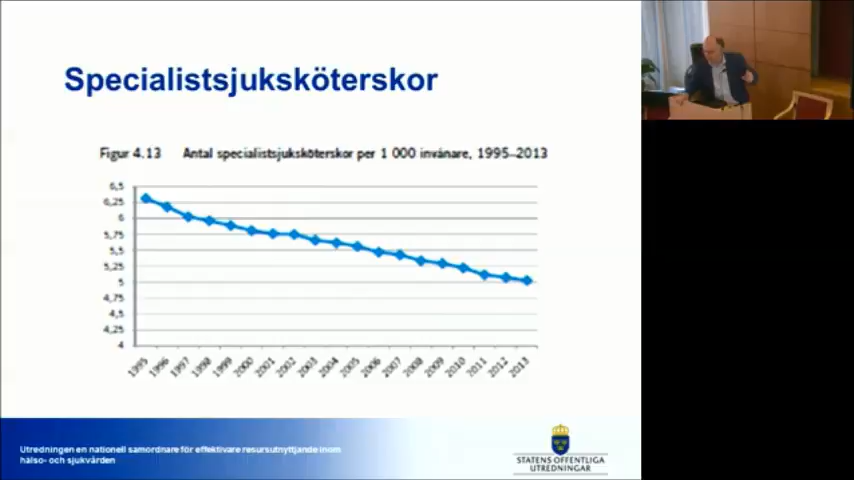 Specialistsjuksköterskor
Figur 4.13 Antal specialistsjuksköterskor per 1 000 invånare, 1995–2013
6,5
6,25
6
5,75
5,5
5,25
5
4,75
4,5
4,25
4
1995 1996 1997 1998 1999 2000 2001 2002 2003 2004 2005 2006 2007 2008 2009 2010 2011 2012 2013
Utredningen en nationell samordnare för effektivare resursutnyttjande inom
hälso- och sjukvården
STATENS OFFENTLIGA
UTREDNINGAR